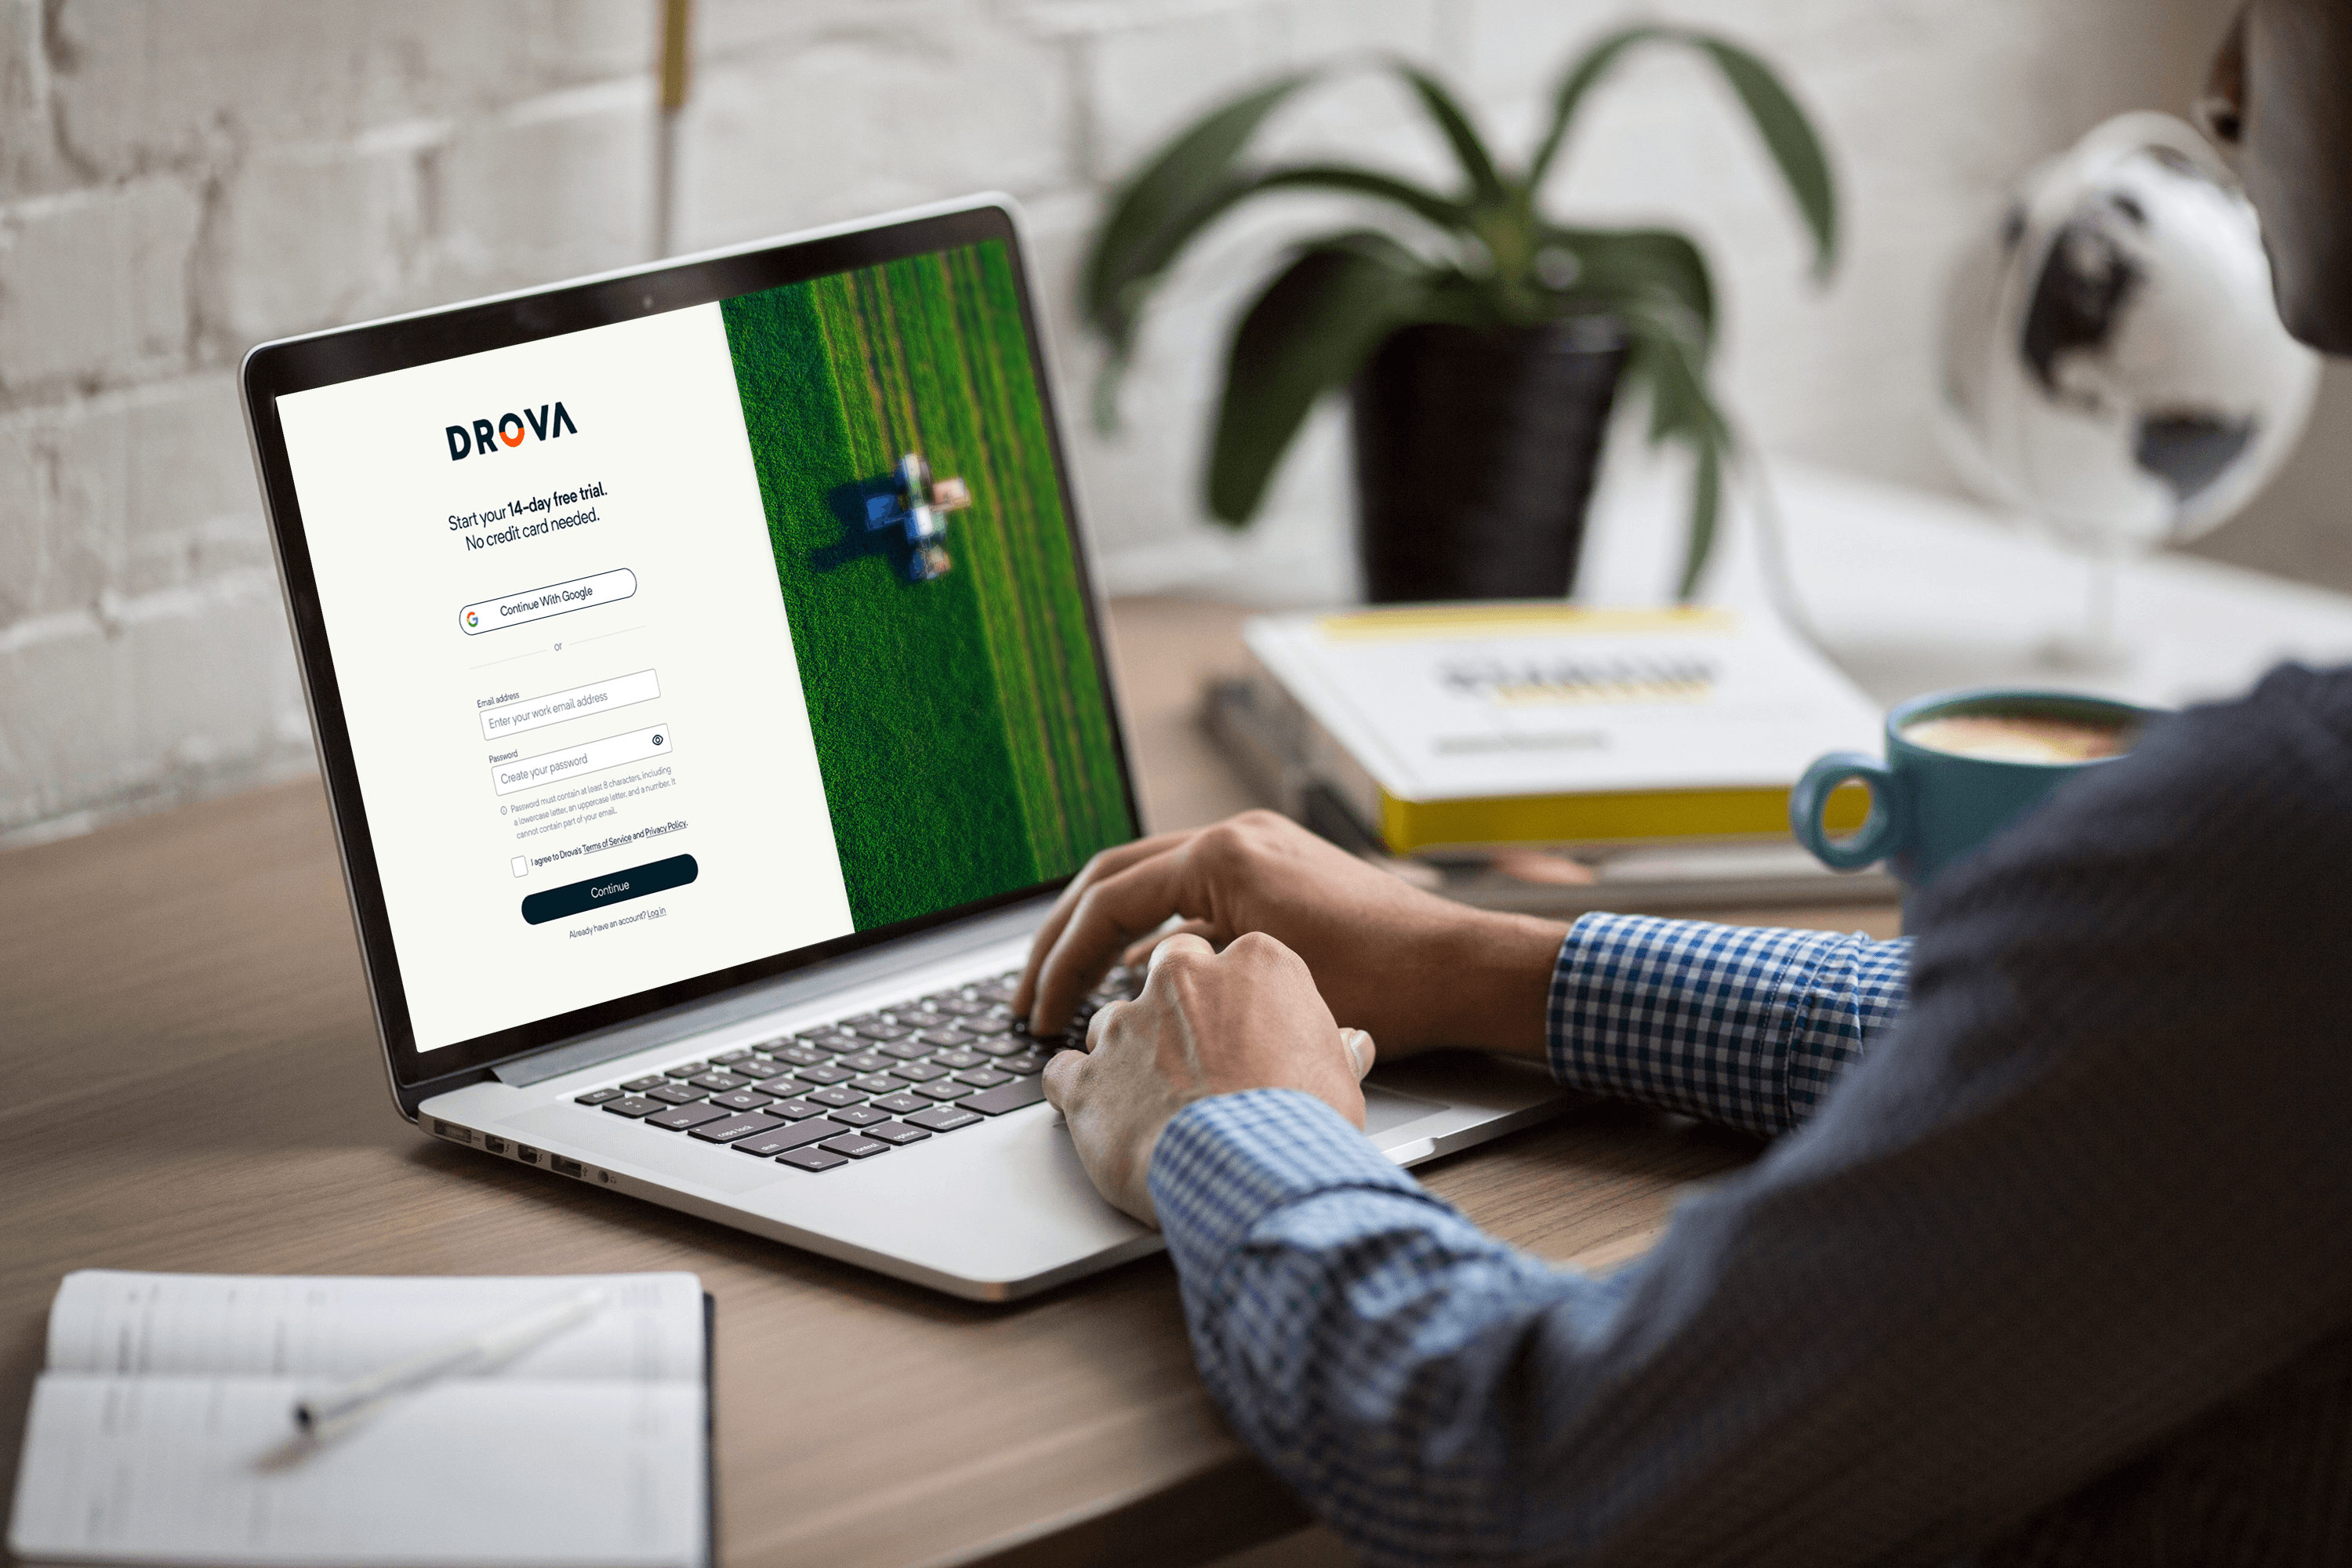 DROVA
Start your 14-day free trial.
No credit card needed.
Continue With Google
or
Email address
Enter your work email address
Password
Create your password
Password must contain at least 8 characters, including
a lowercase letter, an uppercase letter, and a number. It
cannot contain part of your email.
I agree to Drova's Terms of Service and Privacy Policy.
Continue
Already have an account? Log in